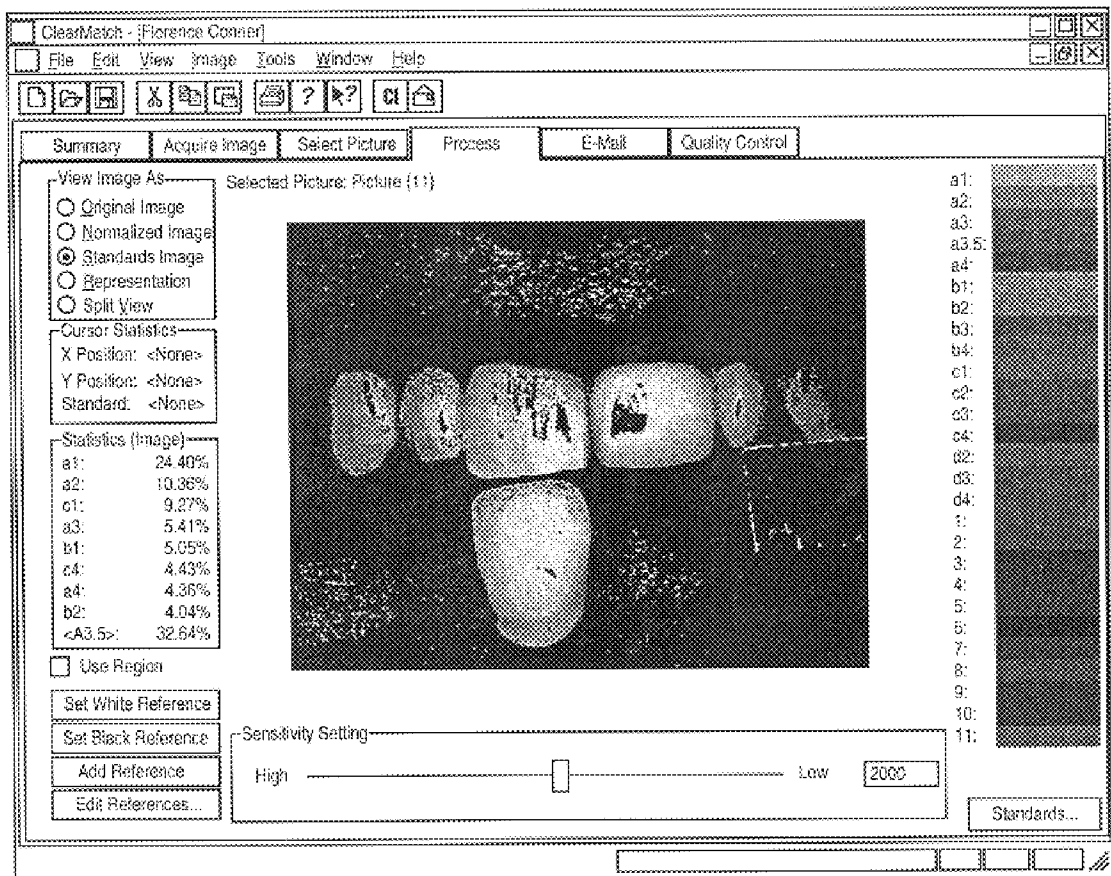 ClearMatch - [Florence Conner]
File Edit View Image Tools Window Help
? ? CI
Summary Acquire Image Select Picture Process E-Mail Quality Control
View Image As
Original Image
Normalized Image
Standards Image
Representation
Split View
Cursor Statistics
X Position: <None>
Y Position: <None>
Standard: <None>
Statistics (Image)
a1: 24.40%
a2: 10.36%
c1: 9.27%
a3: 5.41%
b1: 5.05%
c4: 4.43%
a4: 4.36%
b2: 4.04%
<A3.5>: 32.64%
Use Region
Set White Reference
Set Black Reference
Add Reference
Edit References...
Selected Picture: Picture (11)
Sensitivity Setting
High Low 2000
a1:
a2:
a3:
a3.5:
a4:
b1:
b2:
b3:
b4:
c1:
c2:
c3:
c4:
d2:
d3:
d4:
1:
2:
3:
4:
5:
6:
7:
8:
9:
10:
11:
Standards...